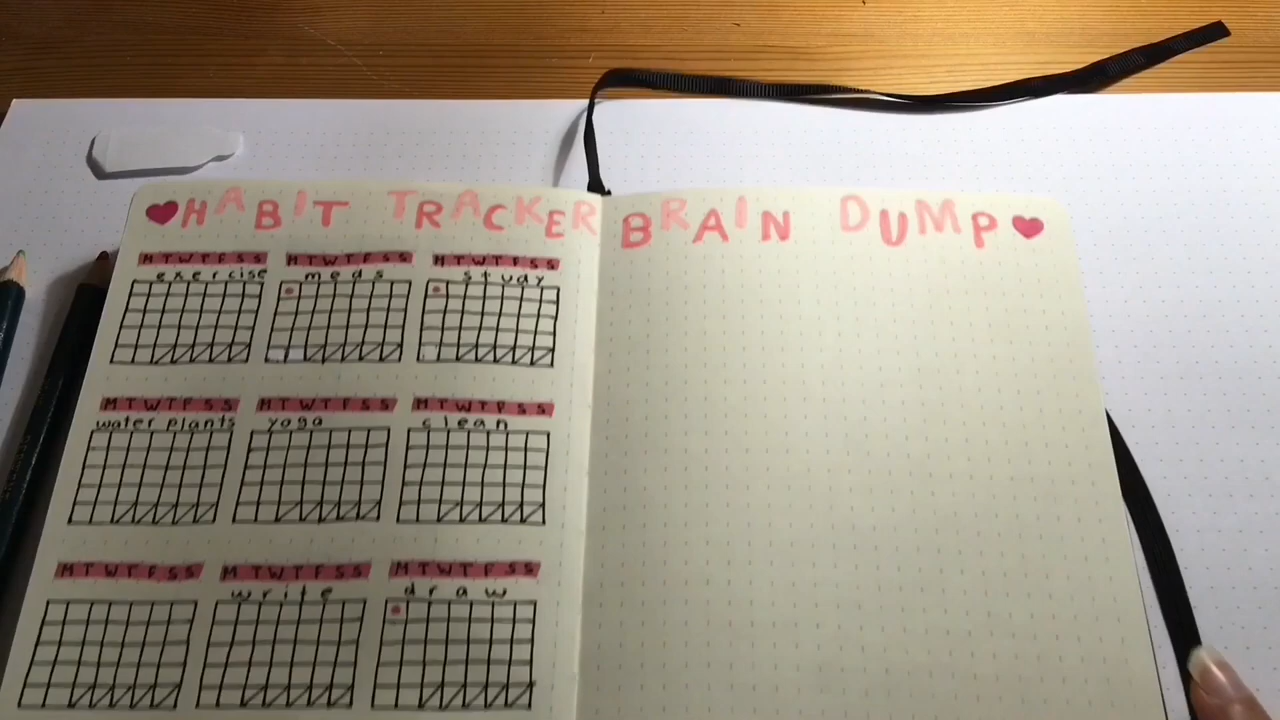 HABIT TRACKER
MTWTFSS MTWTFSS MTWTFSS
exercise meds study
MTWTFSS MTWTFSS MTWTFSS
water plants yoga clean
MTWTFSS MTWTFSS MTWTFSS
write draw
BRAIN DUMP